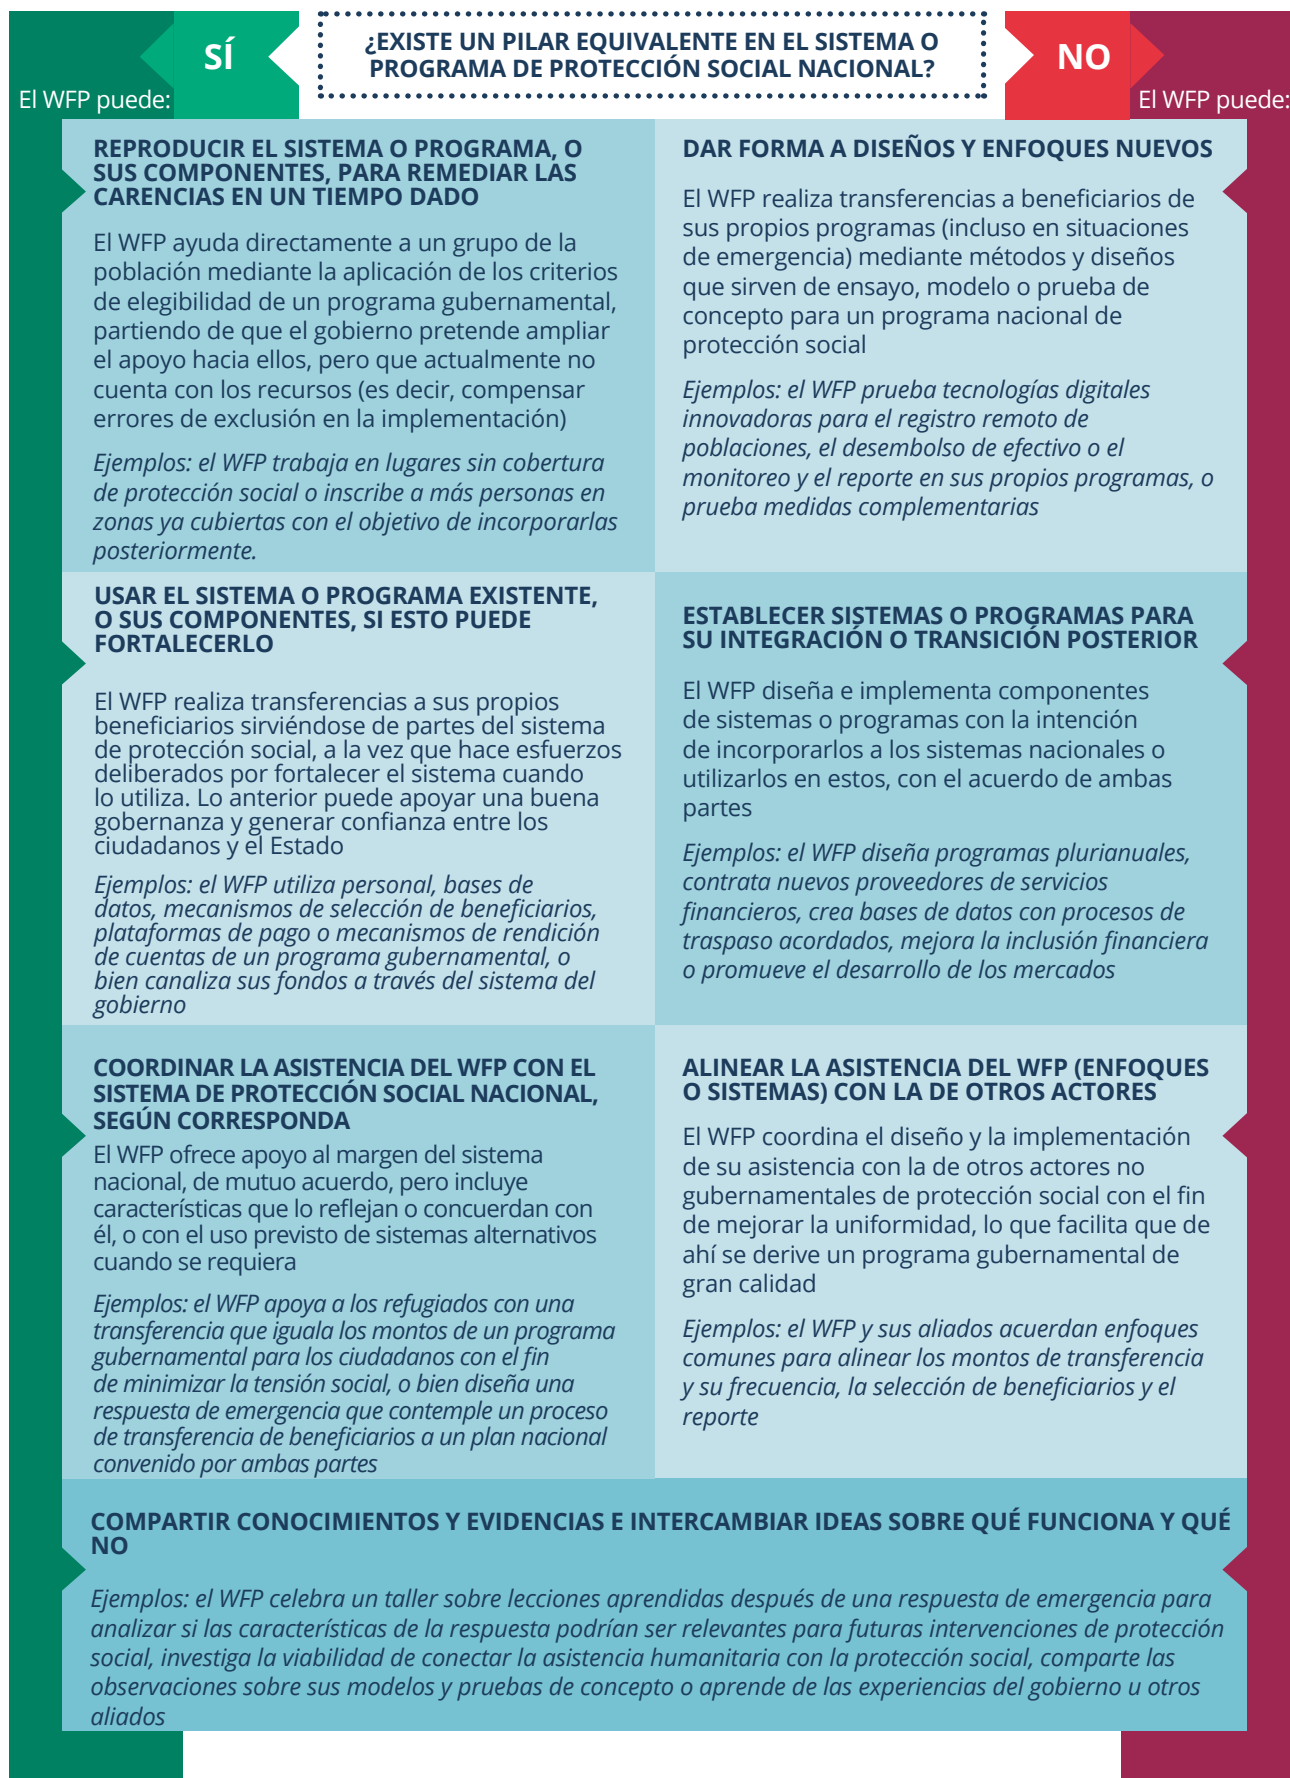 SÍ
El WFP puede:
¿EXISTE UN PILAR EQUIVALENTE EN EL SISTEMA O
PROGRAMA DE PROTECCIÓN SOCIAL NACIONAL?
NO
El WFP puede:
REPRODUCIR EL SISTEMA O PROGRAMA, O
SUS COMPONENTES, PARA REMEDIAR LAS
CARENCIAS EN UN TIEMPO DADO
El WFP ayuda directamente a un grupo de la
población mediante la aplicación de los criterios
de elegibilidad de un programa gubernamental,
partiendo de que el gobierno pretende ampliar
el apoyo hacia ellos, pero que actualmente no
cuenta con los recursos (es decir, compensar
errores de exclusión en la implementación)
Ejemplos: el WFP trabaja en lugares sin cobertura
de protección social o inscribe a más personas en
zonas ya cubiertas con el objetivo de incorporarlas
posteriormente.
DAR FORMA A DISEÑOS Y ENFOQUES NUEVOS
El WFP realiza transferencias a beneficiarios de
sus propios programas (incluso en situaciones
de emergencia) mediante métodos y diseños
que sirven de ensayo, modelo o prueba de
concepto para un programa nacional de
protección social
Ejemplos: el WFP prueba tecnologías digitales
innovadoras para el registro remoto de
poblaciones, el desembolso de efectivo o el
monitoreo y el reporte en sus propios programas, o
prueba medidas complementarias
USAR EL SISTEMA O PROGRAMA EXISTENTE,
O SUS COMPONENTES, SI ESTO PUEDE
FORTALECERLO
El WFP realiza transferencias a sus propios
beneficiarios sirviéndose de partes del sistema
de protección social, a la vez que hace esfuerzos
deliberados por fortalecer el sistema cuando
lo utiliza. Lo anterior puede apoyar una buena
gobernanza y generar confianza entre los
ciudadanos y el Estado
Ejemplos: el WFP utiliza personal, bases de
datos, mecanismos de selección de beneficiarios,
plataformas de pago o mecanismos de rendición
de cuentas de un programa gubernamental, o
bien canaliza sus fondos a través del sistema del
gobierno
ESTABLECER SISTEMAS O PROGRAMAS PARA
SU INTEGRACIÓN O TRANSICIÓN POSTERIOR
El WFP diseña e implementa componentes
de sistemas o programas con la intención
de incorporarlos a los sistemas nacionales o
utilizarlos en estos, con el acuerdo de ambas
partes
Ejemplos: el WFP diseña programas plurianuales,
contrata nuevos proveedores de servicios
financieros, crea bases de datos con procesos de
traspaso acordados, mejora la inclusión financiera
o promueve el desarrollo de los mercados
COORDINAR LA ASISTENCIA DEL WFP CON EL
SISTEMA DE PROTECCIÓN SOCIAL NACIONAL,
SEGÚN CORRESPONDA
El WFP ofrece apoyo al margen del sistema
nacional, de mutuo acuerdo, pero incluye
características que lo reflejan o concuerdan con
él, o con el uso previsto de sistemas alternativos
cuando se requiera
Ejemplos: el WFP apoya a los refugiados con una
transferencia que iguala los montos de un programa
gubernamental para los ciudadanos con el fin
de minimizar la tensión social, o bien diseña una
respuesta de emergencia que contemple un proceso
de transferencia de beneficiarios a un plan nacional
convenido por ambas partes
ALINEAR LA ASISTENCIA DEL WFP (ENFOQUES
O SISTEMAS) CON LA DE OTROS ACTORES
El WFP coordina el diseño y la implementación
de su asistencia con la de otros actores no
gubernamentales de protección social con el fin
de mejorar la uniformidad, lo que facilita que de
ahí se derive un programa gubernamental de
gran calidad
Ejemplos: el WFP y sus aliados acuerdan enfoques
comunes para alinear los montos de transferencia
y su frecuencia, la selección de beneficiarios y el
reporte
COMPARTIR CONOCIMIENTOS Y EVIDENCIAS E INTERCAMBIAR IDEAS SOBRE QUÉ FUNCIONA Y QUÉ
NO
Ejemplos: el WFP celebra un taller sobre lecciones aprendidas después de una respuesta de emergencia para
analizar si las características de la respuesta podrían ser relevantes para futuras intervenciones de protección
social, investiga la viabilidad de conectar la asistencia humanitaria con la protección social, comparte las
observaciones sobre sus modelos y pruebas de concepto o aprende de las experiencias del gobierno u otros
aliados